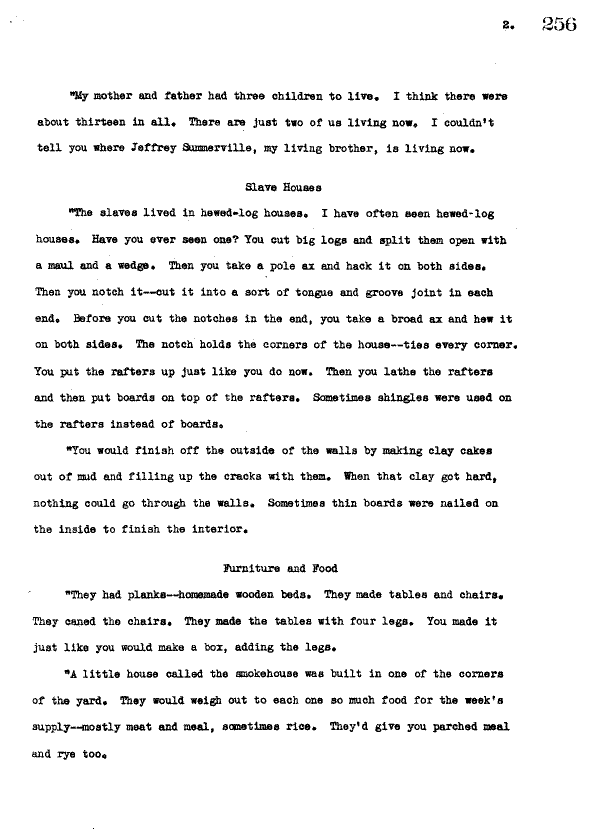 2. 256
"My mother and father had three children to live. I think there were
about thirteen in all. There are just two of us living now. I couldn't
tell you where Jeffrey Summerville, my living brother, is living now.
Slave Houses
"The slaves lived in hewed-log houses. I have often seen hewed-log
houses. Have you ever seen one? You cut big logs and split them open with
a maul and a wedge. Then you take a pole ax and hack it on both sides.
Then you notch it--cut it into a sort of tongue and groove joint in each
end. Before you cut the notches in the end, you take a broad ax and hew it
on both sides. The notch holds the corners of the house--ties every corner.
You put the rafters up just like you do now. Then you lathe the rafters
and then put boards on top of the rafters. Sometimes shingles were used on
the rafters instead of boards.
"You would finish off the outside of the walls by making clay cakes
out of mud and filling up the cracks with them. When that clay got hard,
nothing could go through the walls. Sometimes thin boards were nailed on
the inside to finish the interior.
Furniture and Food
"They had planks--homemade wooden beds. They made tables and chairs.
They caned the chairs. They made the tables with four legs. You made it
just like you would make a box, adding the legs.
"A little house called the smokehouse was built in one of the corners
of the yard. They would weigh out to each one so much food for the week's
supply--mostly meat and meal, sometimes rice. They'd give you parched meal
and rye too.